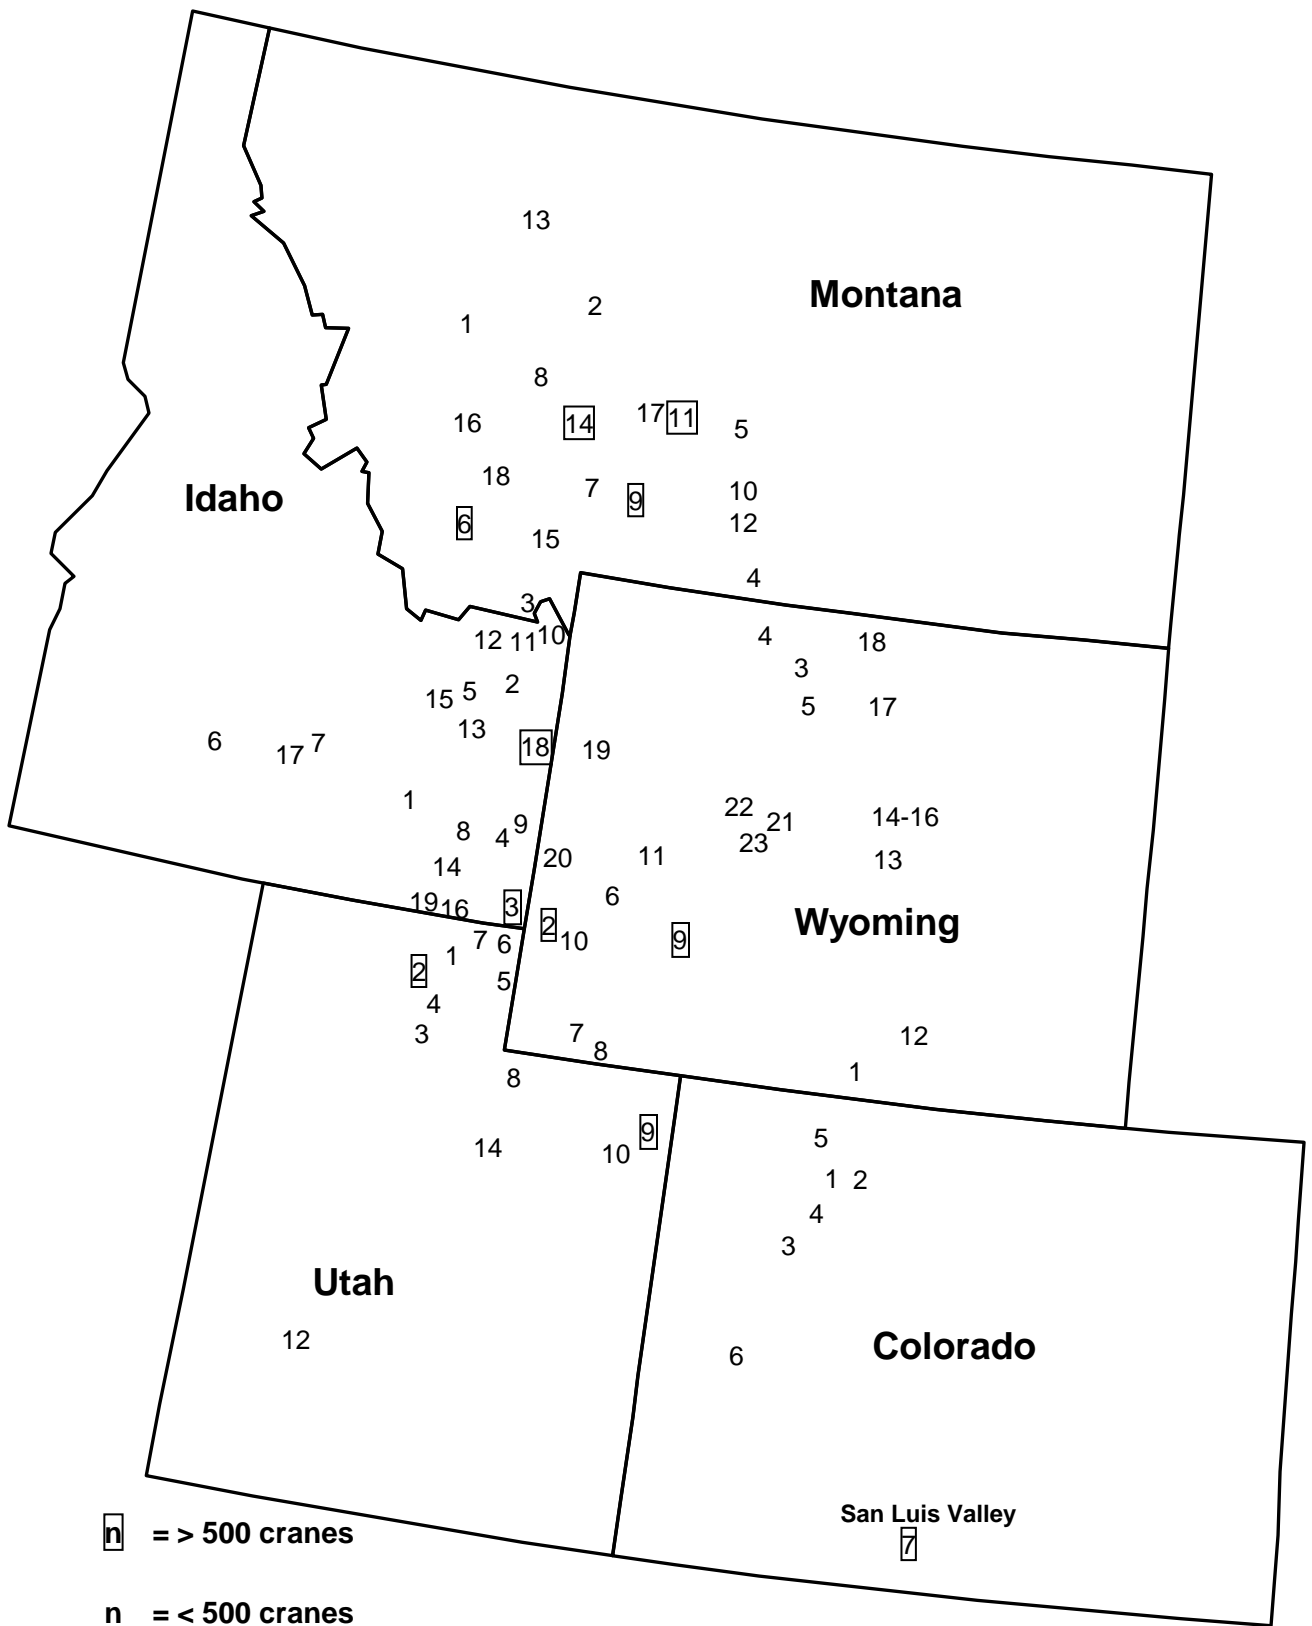 13
Montana
2
1
8
17 11
16 14 5
18
7 10
Idaho 9
6 12
15
4
3
12 11 10 4 18
3
15 5 2
5 17
13
6 17 7 18 19
1 22 14-16
8 4 9 21
23
14 20 11 13
19 16 3 6
2 10 9 Wyoming
7 6
2 1
5
4
3 7 12
8
1
8
9 5
14 10
1 2
4
3
Utah
12
Colorado
6
San Luis Valley
7
n = > 500 cranes
n = < 500 cranes